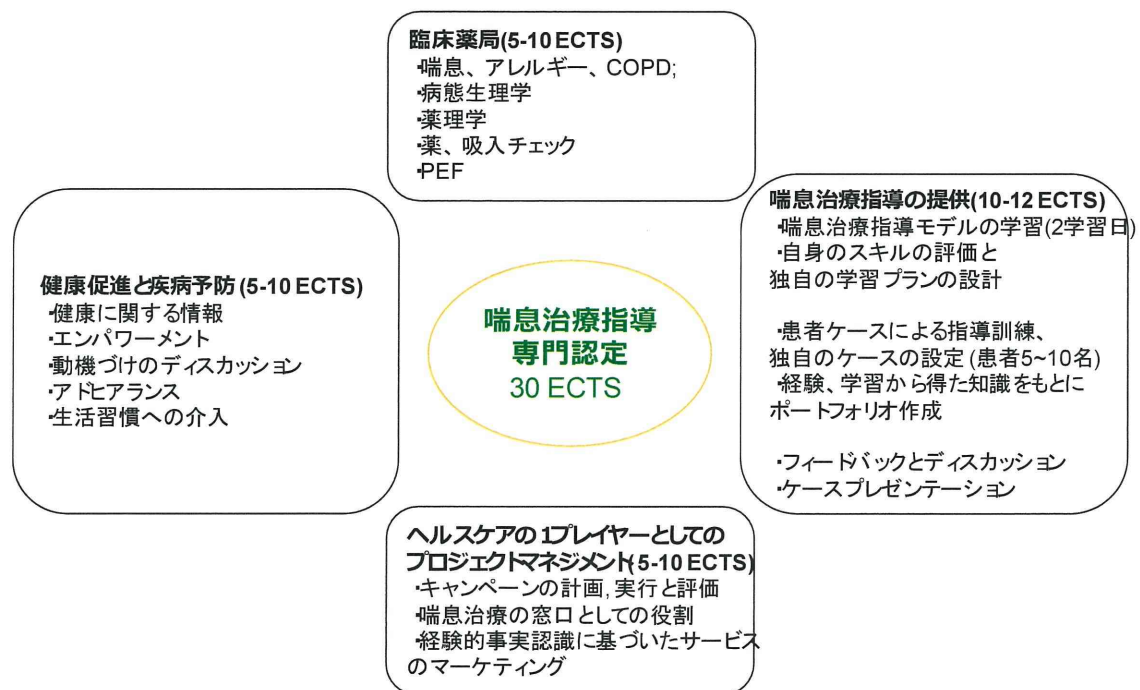 臨床薬局(5-10 ECTS)
・喘息、アレルギー、COPD;
・病態生理学
・薬理学
・薬、吸入チェック
・PEF
健康促進と疾病予防(5-10 ECTS)
・健康に関する情報
・エンパワーメント
・動機づけのディスカッション
・アドヒアランス
・生活習慣への介入
喘息治療指導
専門認定
30 ECTS
喘息治療指導の提供(10-12 ECTS)
・喘息治療指導モデルの学習(2学習日)
・自身のスキルの評価と
独自の学習プランの設計
・患者ケースによる指導訓練、
独自のケースの設定(患者5~10名)
・経験、学習から得た知識をもとに
ポートフォリオ作成
・フィードバックとディスカッション
・ケースプレゼンテーション
ヘルスケアの1プレイヤーとしての
プロジェクトマネジメント(5-10 ECTS)
・キャンペーンの計画,実行と評価
・喘息治療の窓口としての役割
・経験的事実認識に基づいたサービス
のマーケティング